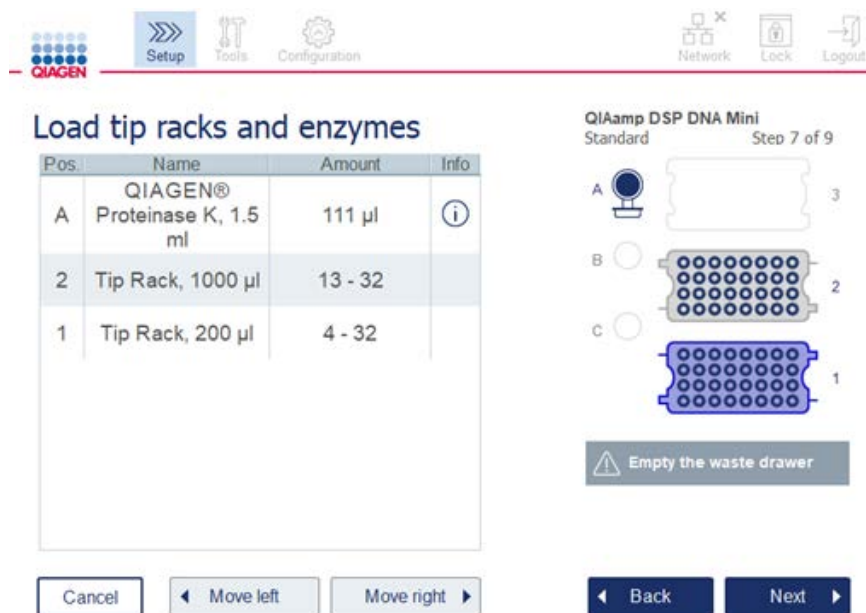 Setup
Tools
Configuration
Network
Lock
Logout
QIAGEN
Load tip racks and enzymes
Pos. Name Amount Info
A QIAGEN® Proteinase K, 1.5 ml 111 µl i
2 Tip Rack, 1000 µl 13 - 32
1 Tip Rack, 200 µl 4 - 32
QIAamp DSP DNA Mini
Standard Step 7 of 9
A
3
B
2
C
1
Empty the waste drawer
Cancel
Move left
Move right
Back
Next